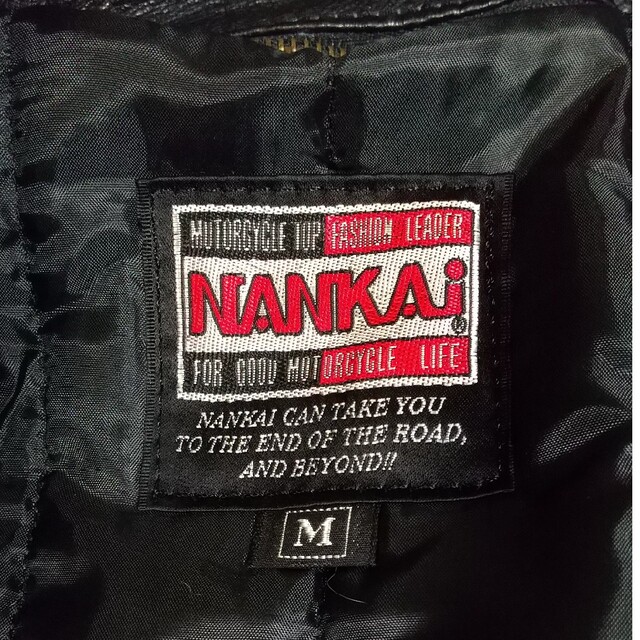 MOTORCYCLE TOP FASHION LEADER
NANKAi
®
FOR GOOD MOTORCYCLE LIFE
NANKAI CAN TAKE YOU
TO THE END OF THE ROAD,
AND BEYOND!!
M